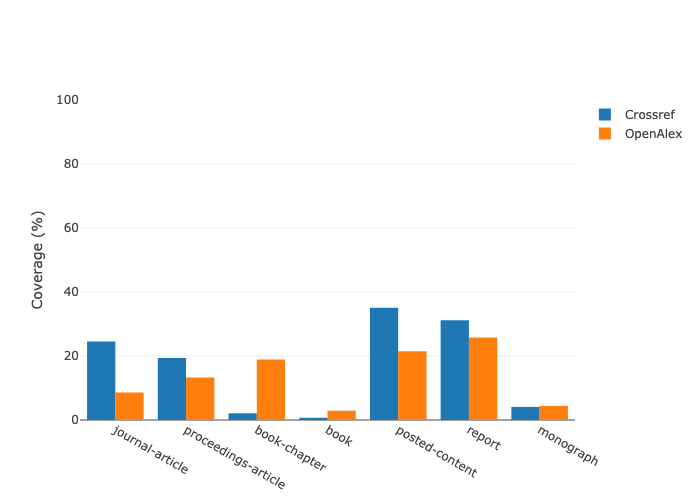 100
80
60
40
20
0
Coverage (%)
journal-article
proceedings-article
book-chapter
book
posted-content
report
monograph
Crossref
OpenAlex